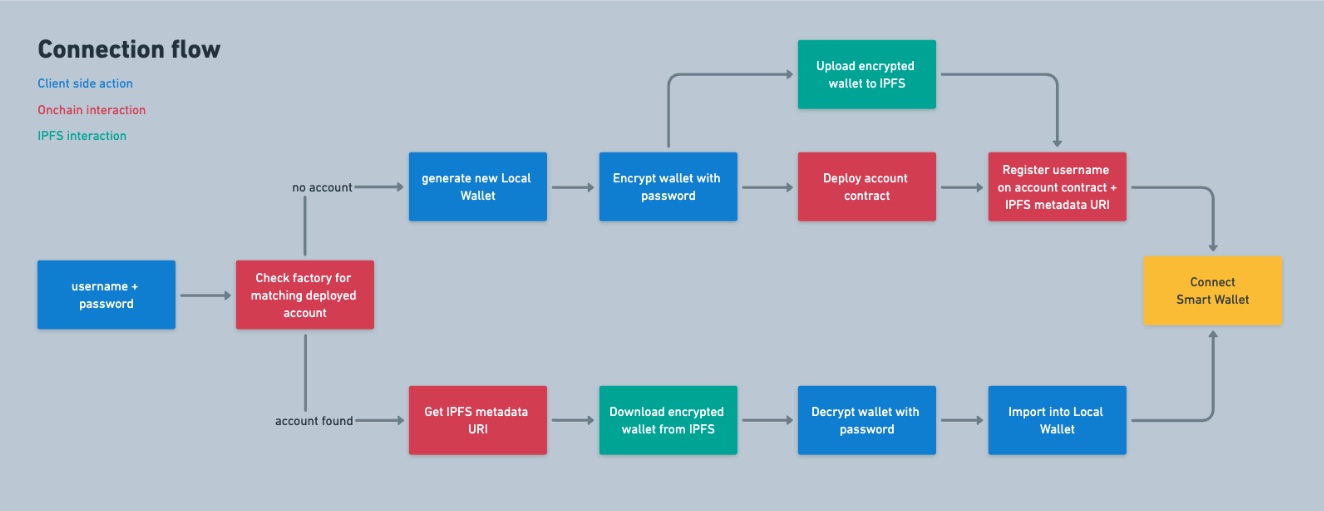 Connection flow
Client side action
Onchain interaction
IPFS interaction
Upload encrypted
wallet to IPFS
no account
generate new Local
Wallet
Encrypt wallet with
password
Deploy account
contract
Register username
on account contract +
IPFS metadata URI
username +
password
Check factory for
matching deployed
account
Connect
Smart Wallet
account found
Get IPFS metadata
URI
Download encrypted
wallet from IPFS
Decrypt wallet with
password
Import into Local
Wallet